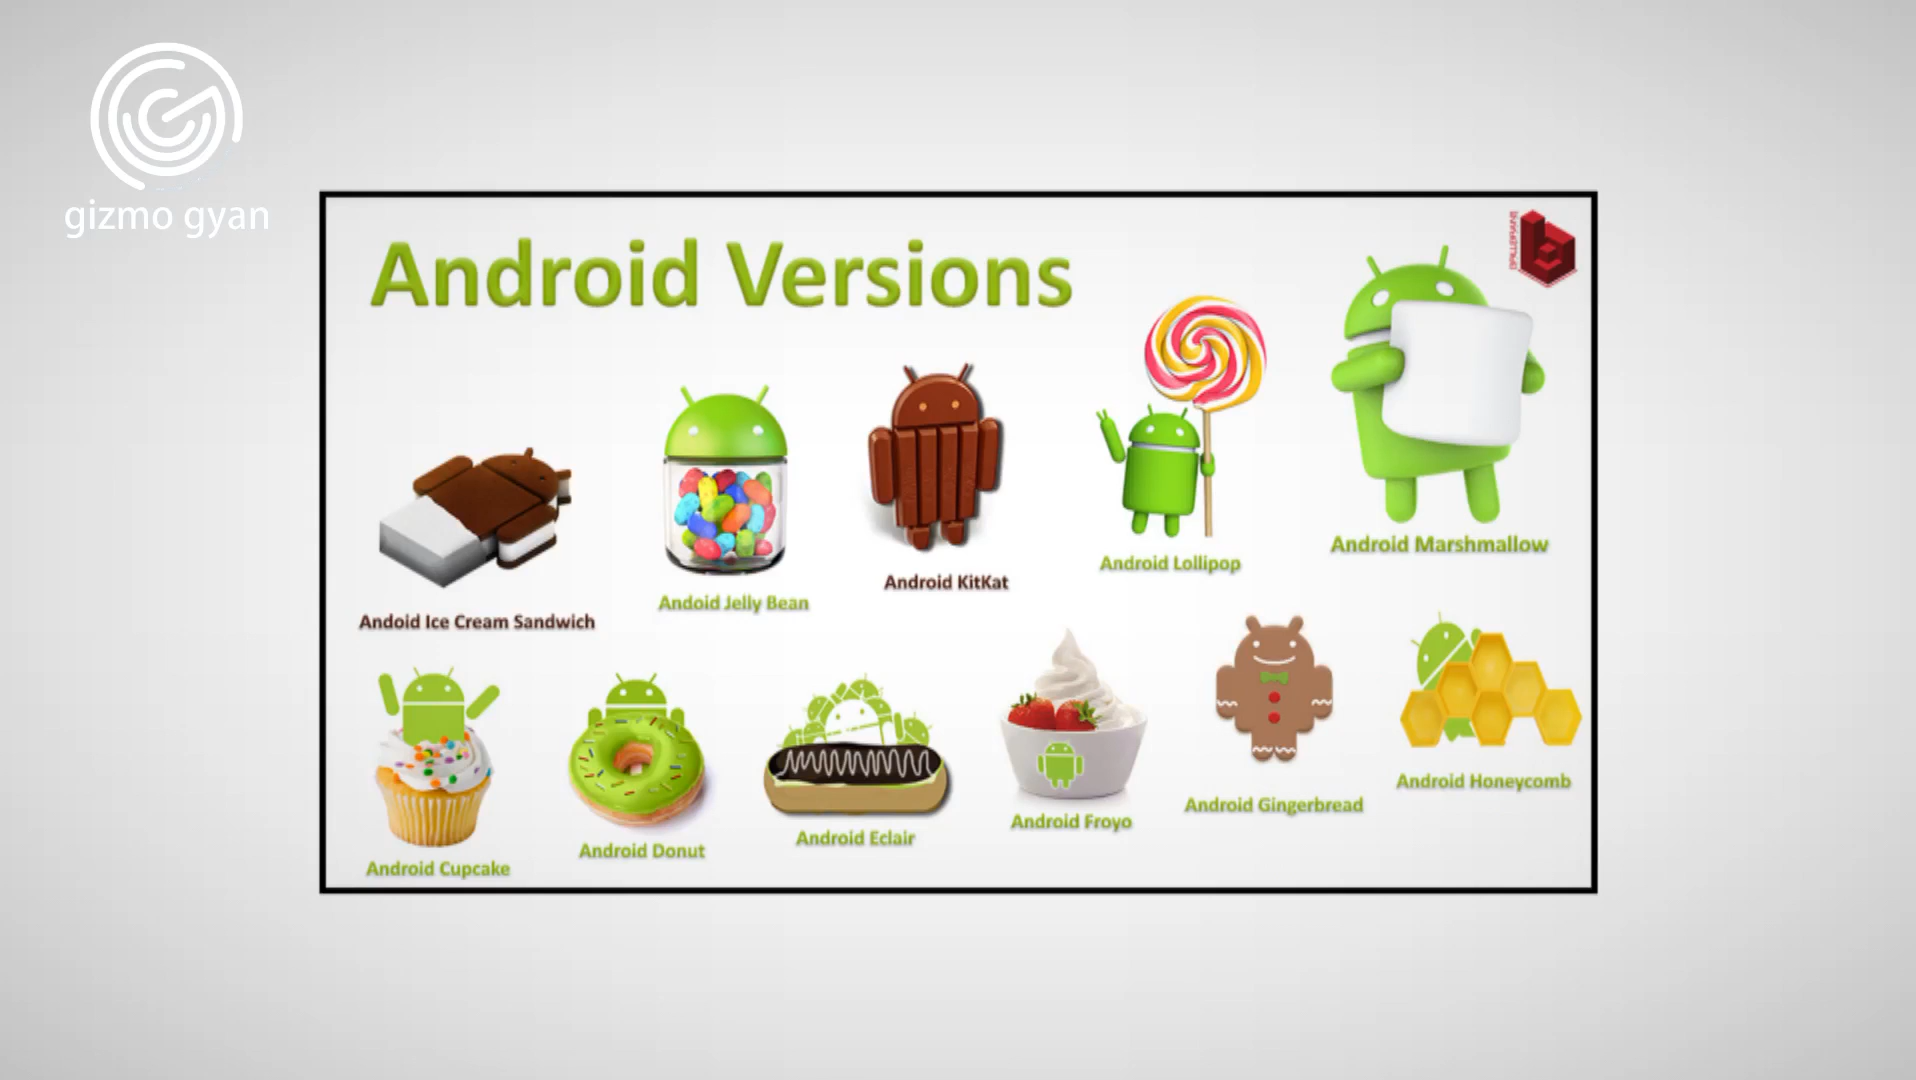 gizmo gyan
Android Versions
Andoid Ice Cream Sandwich
Andoid Jelly Bean
Android KitKat
Android Lollipop
Android Marshmallow
Android Cupcake
Android Donut
Android Eclair
Android Froyo
Android Gingerbread
Android Honeycomb